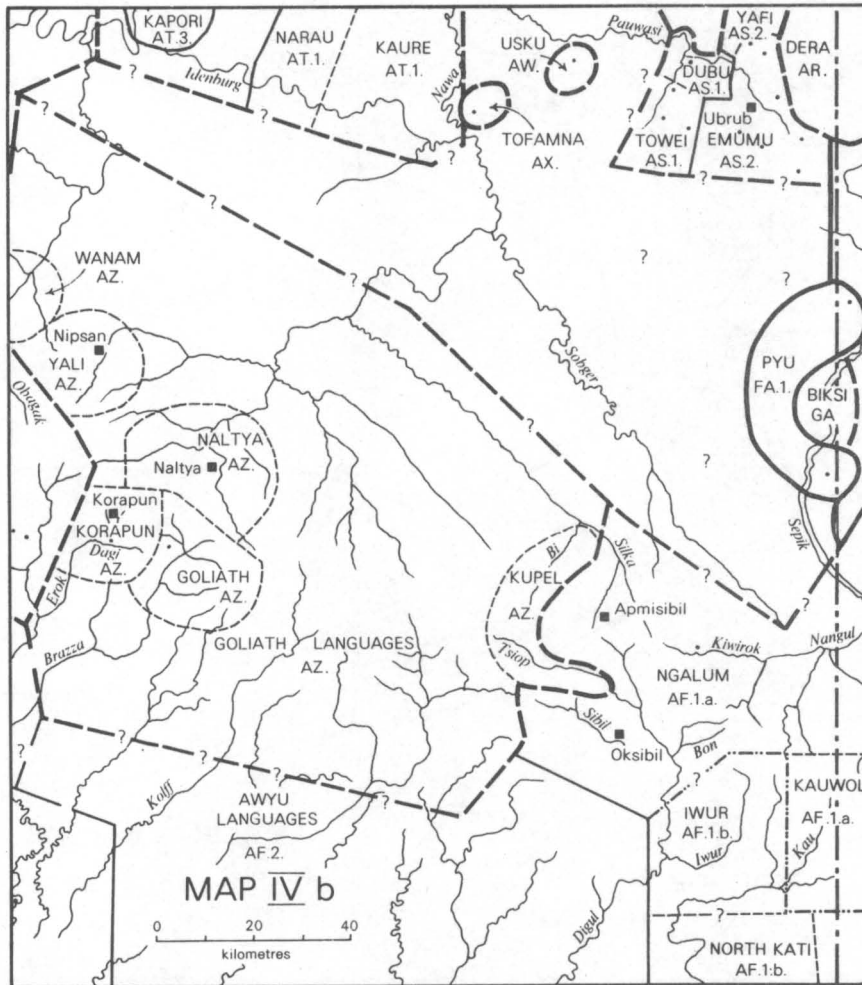 KAPORI
AT.3.
NARAU
AT.1.
KAURE
AT.1.
Idenburg
Nawa
USKU
AW.
Pauwasi
YAFI
AS.2.
DUBU
AS.1.
DERA
AR.
TOFAMNA
AX.
TOWEI
AS.1.
Ubrub
EMUMU
AS.2.
?
?
?
?
?
?
?
?
?
WANAM
AZ.
Nipsan
YALI
AZ.
Obagak
Sobger
PYU
FA.1.
BIKSI
GA
?
?
?
?
NALTYA
AZ.
Naltya
Korapun
KORAPUN
Dagi
AZ.
Erok
GOLIATH
AZ.
Sepik
Bi
Silka
KUPEL
AZ.
Apmisibil
?
?
?
Brazza
GOLIATH LANGUAGES
AZ.
Tsiop
Kiwirok
Nangul
NGALUM
AF.1.a.
Sibil
Oksibil
Bon
?
?
?
?
?
?
Kolff
AWYU
LANGUAGES
AF.2.
IWUR
AF.1.b.
Iwur
KAUWOL
AF.1.a.
Kau
MAP IV b
0 20 40
kilometres
Digul
?
NORTH KATI
AF.1.b.